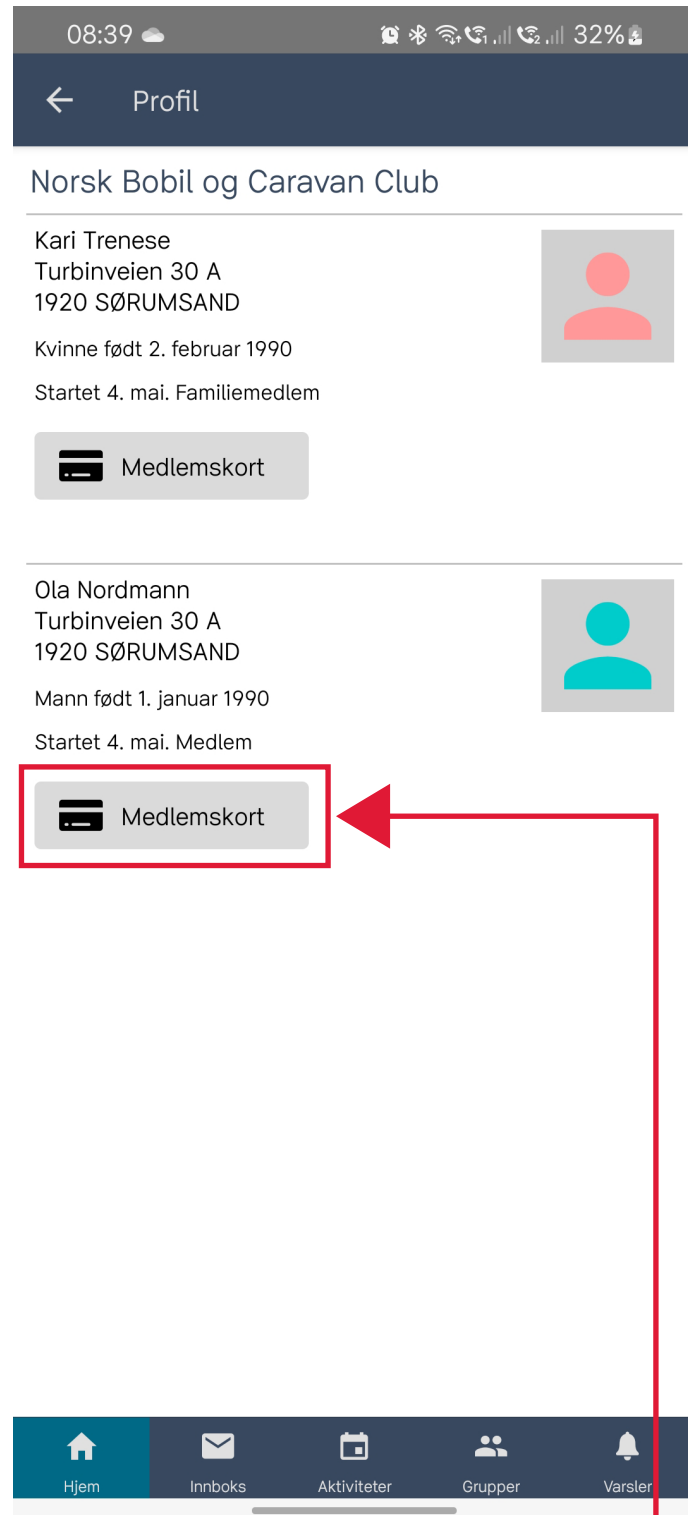 08:39
32%
Profil
Norsk Bobil og Caravan Club
Kari Trenese
Turbinveien 30 A
1920 SØRUMSAND
Kvinne født 2. februar 1990
Startet 4. mai. Familiemedlem
Medlemskort
Ola Nordmann
Turbinveien 30 A
1920 SØRUMSAND
Mann født 1. januar 1990
Startet 4. mai. Medlem
Medlemskort
Hjem Innboks Aktiviteter Grupper Varsler